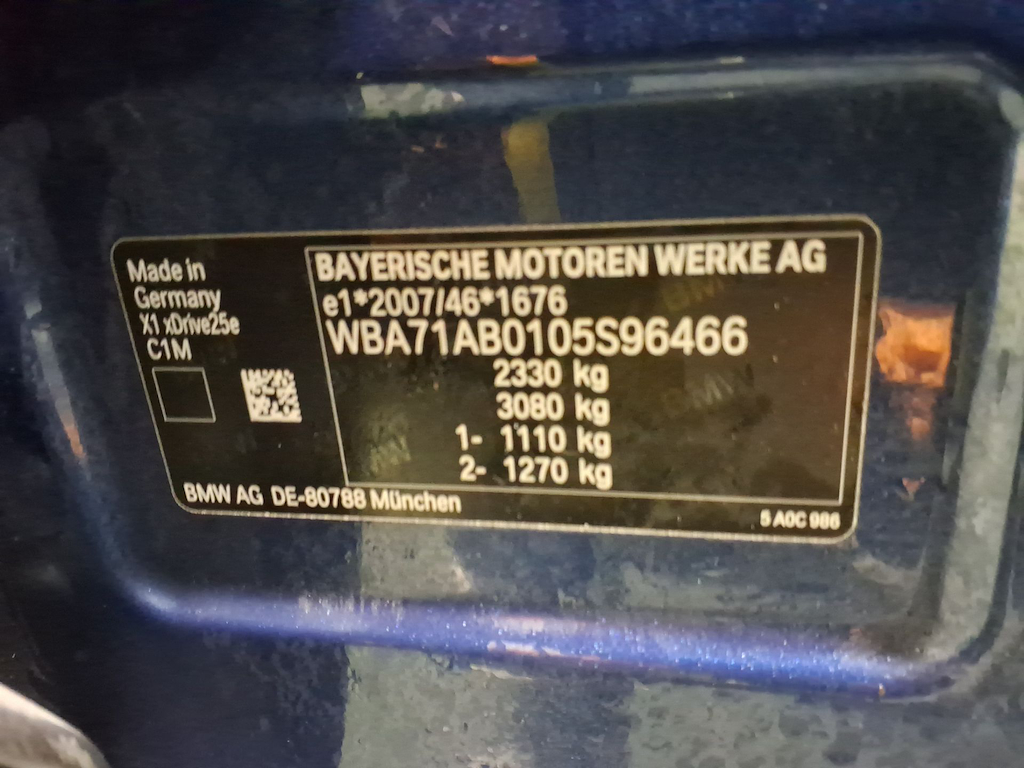 Made in
Germany
X1 xDrive25e
C1M
BAYERISCHE MOTOREN WERKE AG
e1*2007/46*1676
WBA71AB0105S96466
2330 kg
3080 kg
1- 1110 kg
2- 1270 kg
BMW AG DE-80788 München
5 A0C 986